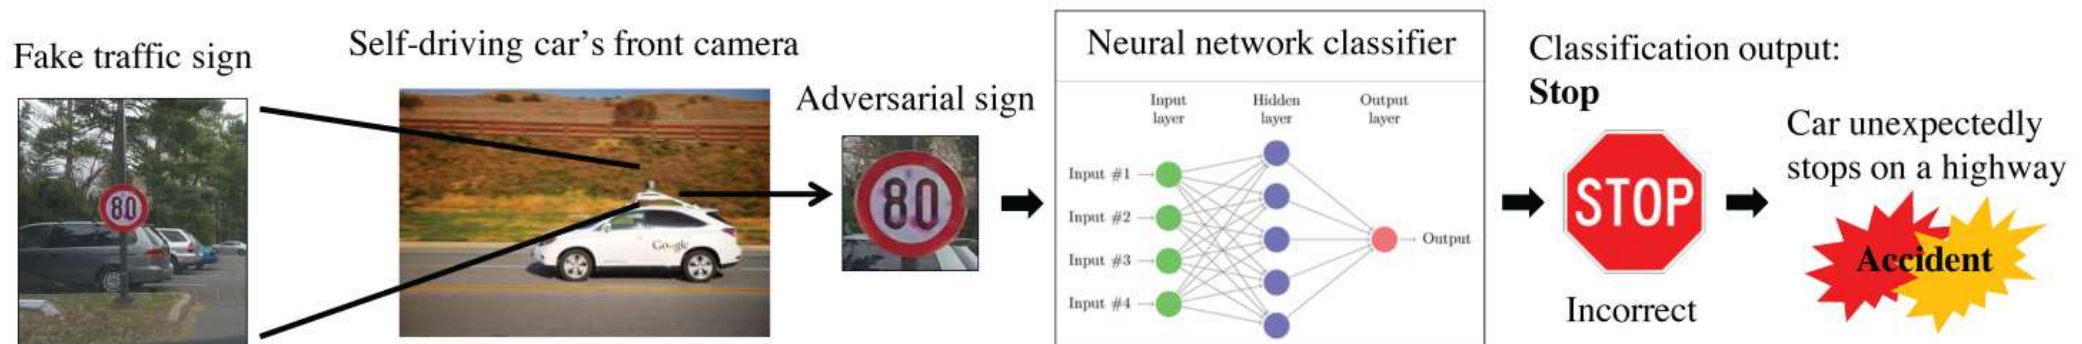 Fake traffic sign
80
Self-driving car's front camera
Google
Adversarial sign
80
Neural network classifier
Input
layer
Hidden
layer
Output
layer
Input #1
Input #2
Input #3
Input #4
Output
Classification output:
Stop
STOP
Incorrect
Car unexpectedly
stops on a highway
Accident